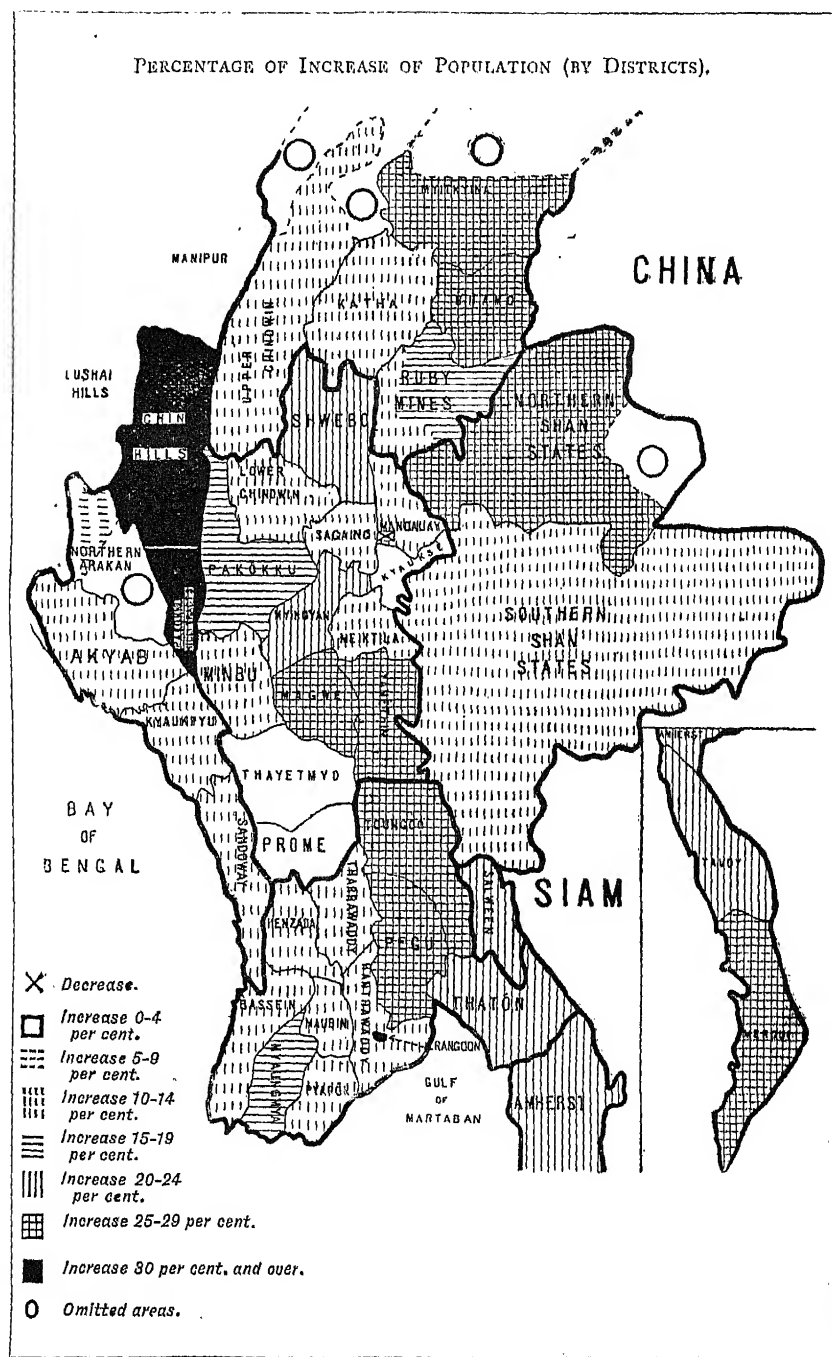 PERCENTAGE OF INCREASE OF POPULATION (BY DISTRICTS).
MYITKYINA
MANIPUR
CHINA
KATHA
BHAMO
UPPER
CHINDWIN
LUSHAI
HILLS
RUBY
MINES
CHIN
HILLS
SHWEBO
NORTHERN
SHAN
STATES
LOWER
CHINDWIN
SAGAING
MANDALAY
NORTHERN
ARAKAN
PAKÔKKU
KYAUKSE
MYINGYAN
MEIKTILA
SOUTHERN
SHAN
STATES
AKYAB
MINBU
MAGWE
YAMETHIN
KYAUKPYU
AMHERST
THAYETMYO
BAY
OF
BENGAL
TOUNGOO
SANDOWAY
PROME
TAVOY
THARRAWADDY
SALWEEN
SIAM
HENZADA
PEGU
HANTHAWADDY
THATÔN
BASSEIN
MAUBIN
RANGOON
MERGUI
MYAUNGMYA
PYAPÔN
GULF
OF
MARTABAN
AMHERST
Decrease.
Increase 0-4
per cent.
Increase 5-9
per cent.
Increase 10-14
per cent.
Increase 15-19
per cent.
Increase 20-24
per cent.
Increase 25-29 per cent.
Increase 30 per cent. and over.
Omitted areas.